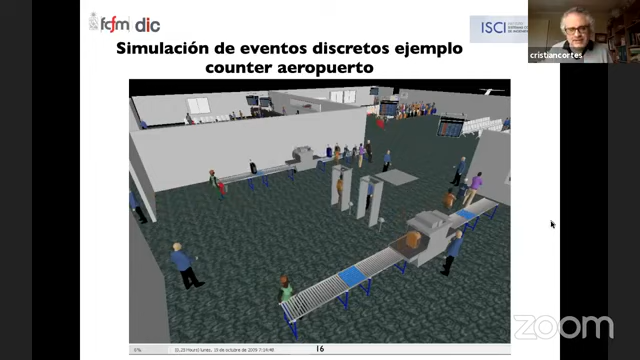 fcfm dic
ISCI
cristiancortes
Simulación de eventos discretos ejemplo
counter aeropuerto
16
zoom